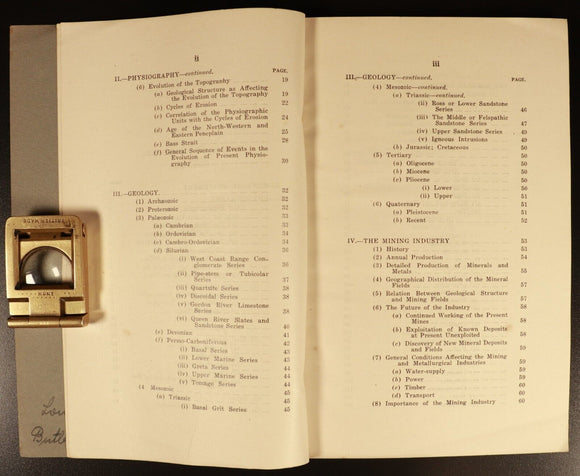 ii
II.—PHYSIOGRAPHY—continued. PAGE.
(6) Evolution of the Topography 19
(a) Geological Structure as Affecting
the Evolution of the Topography 19
(b) Cycles of Erosion 22
(c) Correlation of the Physiographic
Units with the Cycles of Erosion 24
(d) Age of the North-Western and
Eastern Peneplain 25
(e) Bass Strait 28
(f) General Sequence of Events in the
Evolution of Present Physio-
graphy 30
III.—GEOLOGY. 32
(1) Archæozoic 32
(2) Proterozoic 32
(3) Palæozoic 34
(a) Cambrian 34
(b) Ordovician 34
(c) Cambro-Ordovician 34
(d) Silurian 36
(i) West Coast Range Con-
glomerate Series 36
(ii) Pipe-stem or Tubicular
Series 37
(iii) Quartzite Series 38
(iv) Discoidal Series 38
(v) Gordon River Limestone
Series 38
(vi) Queen River Slates and
Sandstone Series 40
(e) Devonian 41
(f) Permo-Carboniferous 42
(i) Basal Series 43
(ii) Lower Marine Series 43
(iii) Greta Series 44
(iv) Upper Marine Series 44
(v) Tomago Series 44
(4 Mesozoic 45
(a) Triassic 45
(i) Basal Grit Series 45
iii
III.—GEOLOGY—continued. PAGE.
(4) Mesozoic—continued.
(a) Triassic—continued.
(ii) Ross or Lower Sandstone
Series 46
(iii) The Middle or Felspathic
Sandstone Series 47
(iv) Upper Sandstone Series 49
(v) Igneous Intrusions 49
(b) Jurassic; Cretaceous 50
(5) Tertiary 50
(a) Oligocene 50
(b) Miocene 50
(c) Pliocene 50
(i) Lower 50
(ii) Upper 51
(6) Quaternary 51
(a) Pleistocene 51
(b) Recent 52
IV.—THE MINING INDUSTRY 53
(1) History 53
(2) Annual Production 54
(3) Detailed Production of Minerals and
Metals 55
(4) Geographical Distribution of the Mineral
Fields 57
(5) Relation Between Geological Structure
and Mining Fields 57
(6) The Future of the Industry 58
(a) Continued Working of the Present
Mines 58
(b) Exploitation of Known Deposits
at Present Unexploited 58
(c) Discovery of New Mineral Deposits
and Fields 59
(7) General Conditions Affecting the Mining
and Metallurgical Industries 59
(a) Water-supply 59
(b) Power 59
(c) Timber 60
(d) Transport 60
(8) Importance of the Mining Industry 60